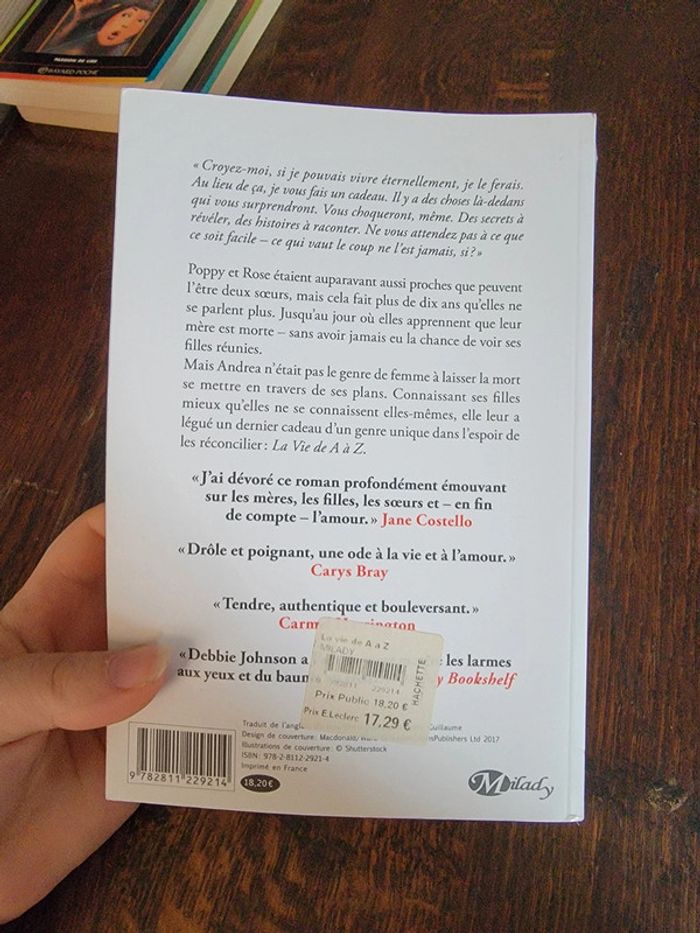 PASSION DE LIRE
BAYARD POCHE
« Croyez-moi, si je pouvais vivre éternellement, je le ferais.
Au lieu de ça, je vous fais un cadeau. Il y a des choses là-dedans
qui vous surprendront. Vous choqueront, même. Des secrets à
révéler, des histoires à raconter. Ne vous attendez pas à ce que
ce soit facile – ce qui vaut le coup ne l'est jamais, si ? »
Poppy et Rose étaient auparavant aussi proches que peuvent
l'être deux sœurs, mais cela fait plus de dix ans qu'elles ne
se parlent plus. Jusqu'au jour où elles apprennent que leur
mère est morte – sans avoir jamais eu la chance de voir ses
filles réunies.
Mais Andrea n'était pas le genre de femme à laisser la mort
se mettre en travers de ses plans. Connaissant ses filles
mieux qu'elles ne se connaissent elles-mêmes, elle leur a
légué un dernier cadeau d'un genre unique dans l'espoir de
les réconcilier : La Vie de A à Z.
« J'ai dévoré ce roman profondément émouvant
sur les mères, les filles, les sœurs et – en fin
de compte – l'amour. » Jane Costello
« Drôle et poignant, une ode à la vie et à l'amour. »
Carys Bray
« Tendre, authentique et bouleversant. »
« Debbie Johnson a les larmes
aux yeux et du Bookshelf
La vie de A à Z
MILADY
HACHETTE
229214
Prix Public 18,20 €
Prix E.Leclerc 17,29 €
Traduit de l'anglais Guillaume
Design de couverture : Macdonald/ Publishers Ltd 2017
Illustrations de couverture : © Shutterstock
ISBN : 978-2-8112-2921-4
Imprimé en France
9 782811 229214
18,20 €
Milady